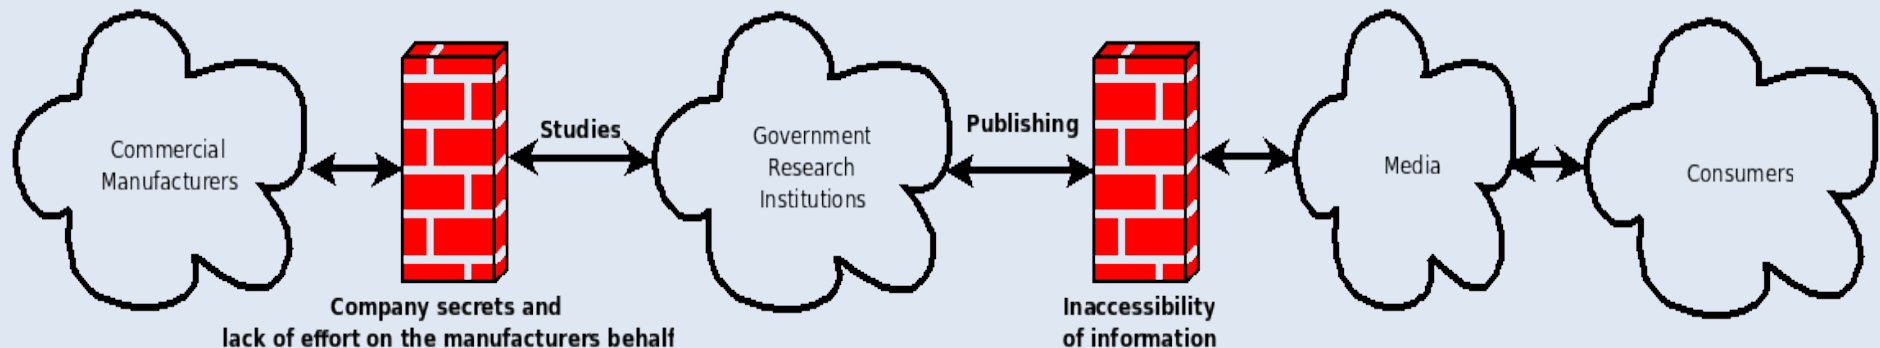 Commercial
Manufacturers
Company secrets and
lack of effort on the manufacturers behalf
Studies
Government
Research
Institutions
Publishing
Inaccessibility
of information
Media
Consumers